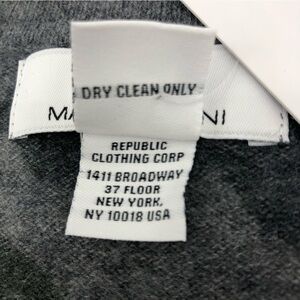 DRY CLEAN ONLY
REPUBLIC
CLOTHING CORP
1411 BROADWAY
37 FLOOR
NEW YORK,
NY 10018 USA